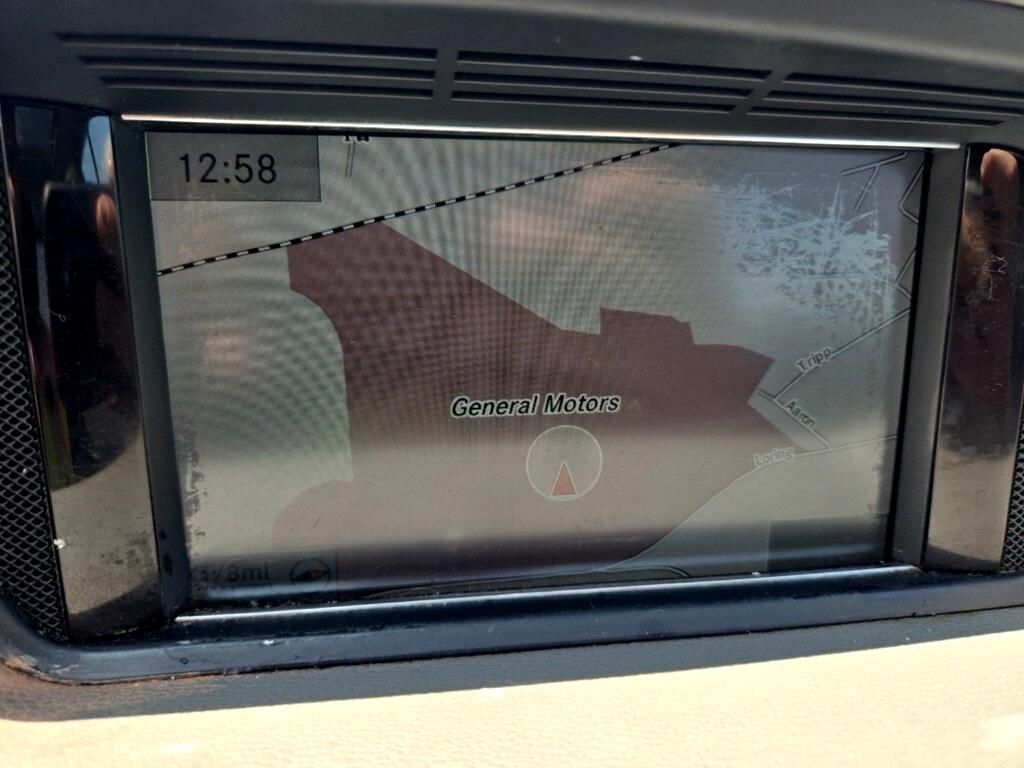 12:58
General Motors
Tripp
Aaron
Loring